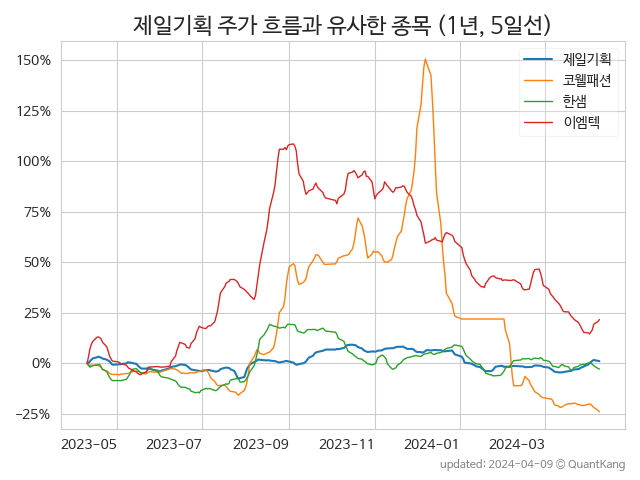 제일기획 주가 흐름과 유사한 종목 (1년, 5일선)
150%
125%
100%
75%
50%
25%
0%
−25%
제일기획
코웰패션
한샘
이엠텍
2023-05
2023-07
2023-09
2023-11
2024-01
2024-03
updated: 2024-04-09 © QuantKang